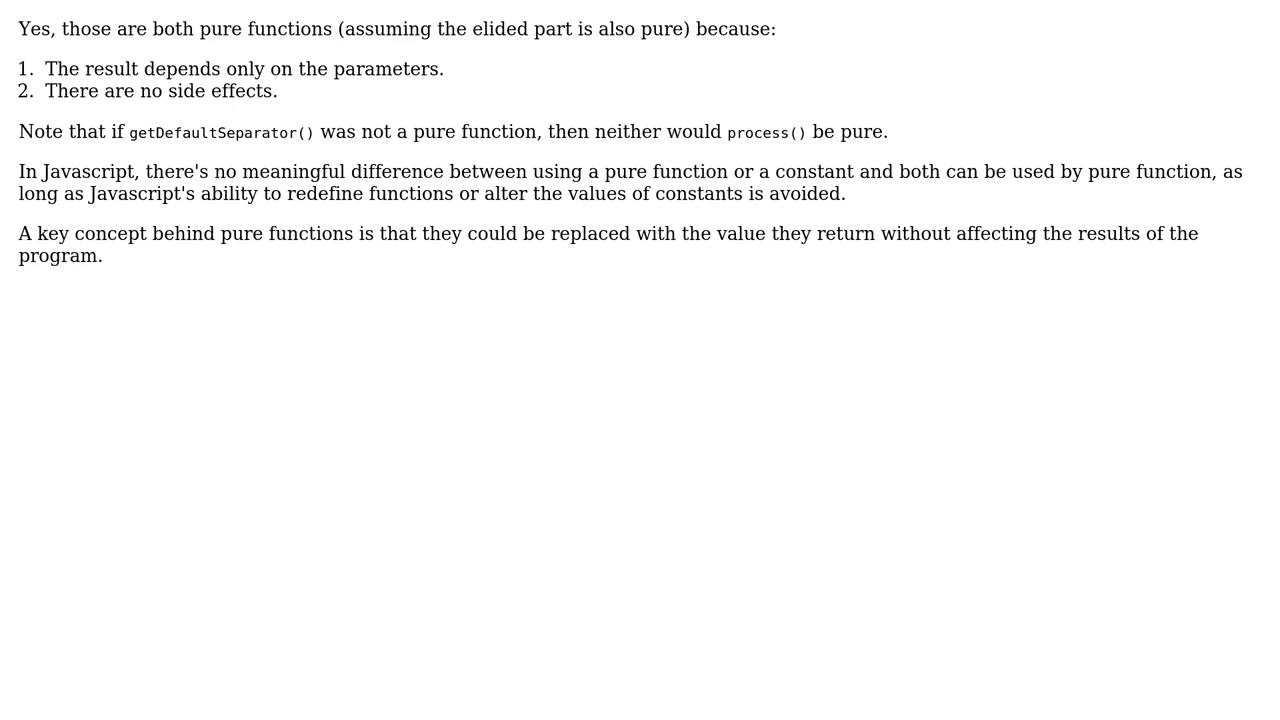 Yes, those are both pure functions (assuming the elided part is also pure) because:
1. The result depends only on the parameters.
2. There are no side effects.
Note that if getDefaultSeparator() was not a pure function, then neither would process() be pure.
In Javascript, there's no meaningful difference between using a pure function or a constant and both can be used by pure function, as
long as Javascript's ability to redefine functions or alter the values of constants is avoided.
A key concept behind pure functions is that they could be replaced with the value they return without affecting the results of the
program.